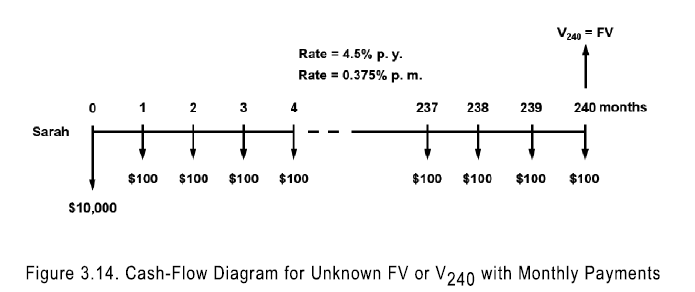 V240 = FV
Rate = 4.5% p. y.
Rate = 0.375% p. m.
0 1 2 3 4 237 238 239 240 months
Sarah
$100 $100 $100 $100 $100 $100 $100 $100
$10,000
Figure 3.14. Cash-Flow Diagram for Unknown FV or V240 with Monthly Payments